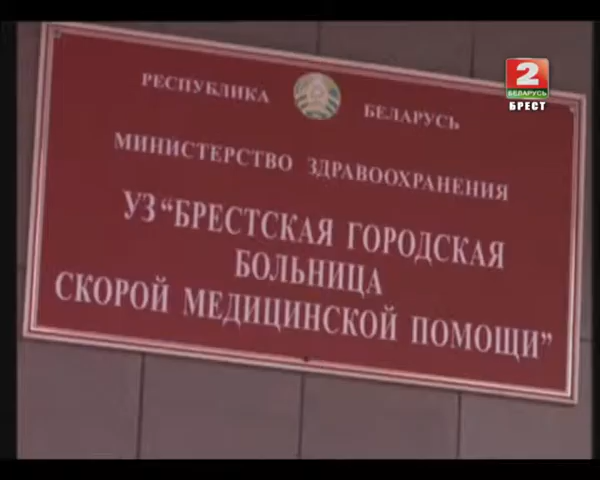 РЕСПУБЛИКА БЕЛАРУСЬ
МИНИСТЕРСТВО ЗДРАВООХРАНЕНИЯ
УЗ “БРЕСТСКАЯ ГОРОДСКАЯ
БОЛЬНИЦА
СКОРОЙ МЕДИЦИНСКОЙ ПОМОЩИ”
2
БЕЛАРУСЬ
БРЕСТ